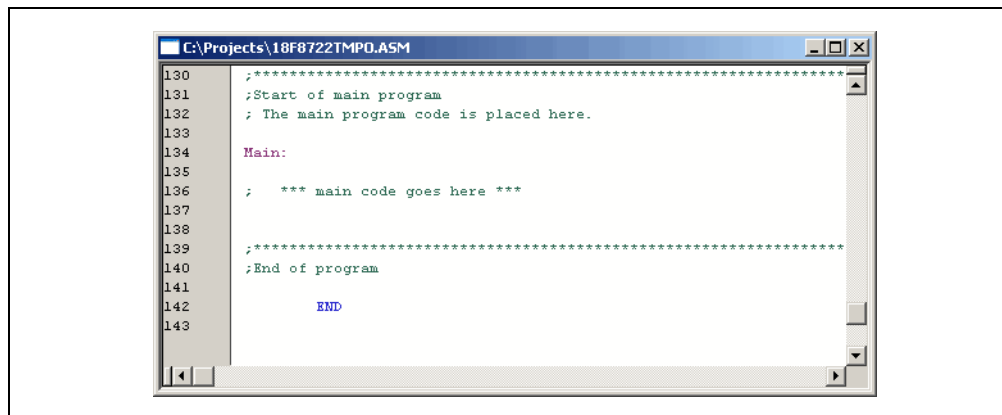 C:\Projects\18F8722TMPO.ASM
130 ;******************************************************************
131 ;Start of main program
132 ; The main program code is placed here.
133
134 Main:
135
136 ;   *** main code goes here ***
137
138
139 ;******************************************************************
140 ;End of program
141
142 END
143